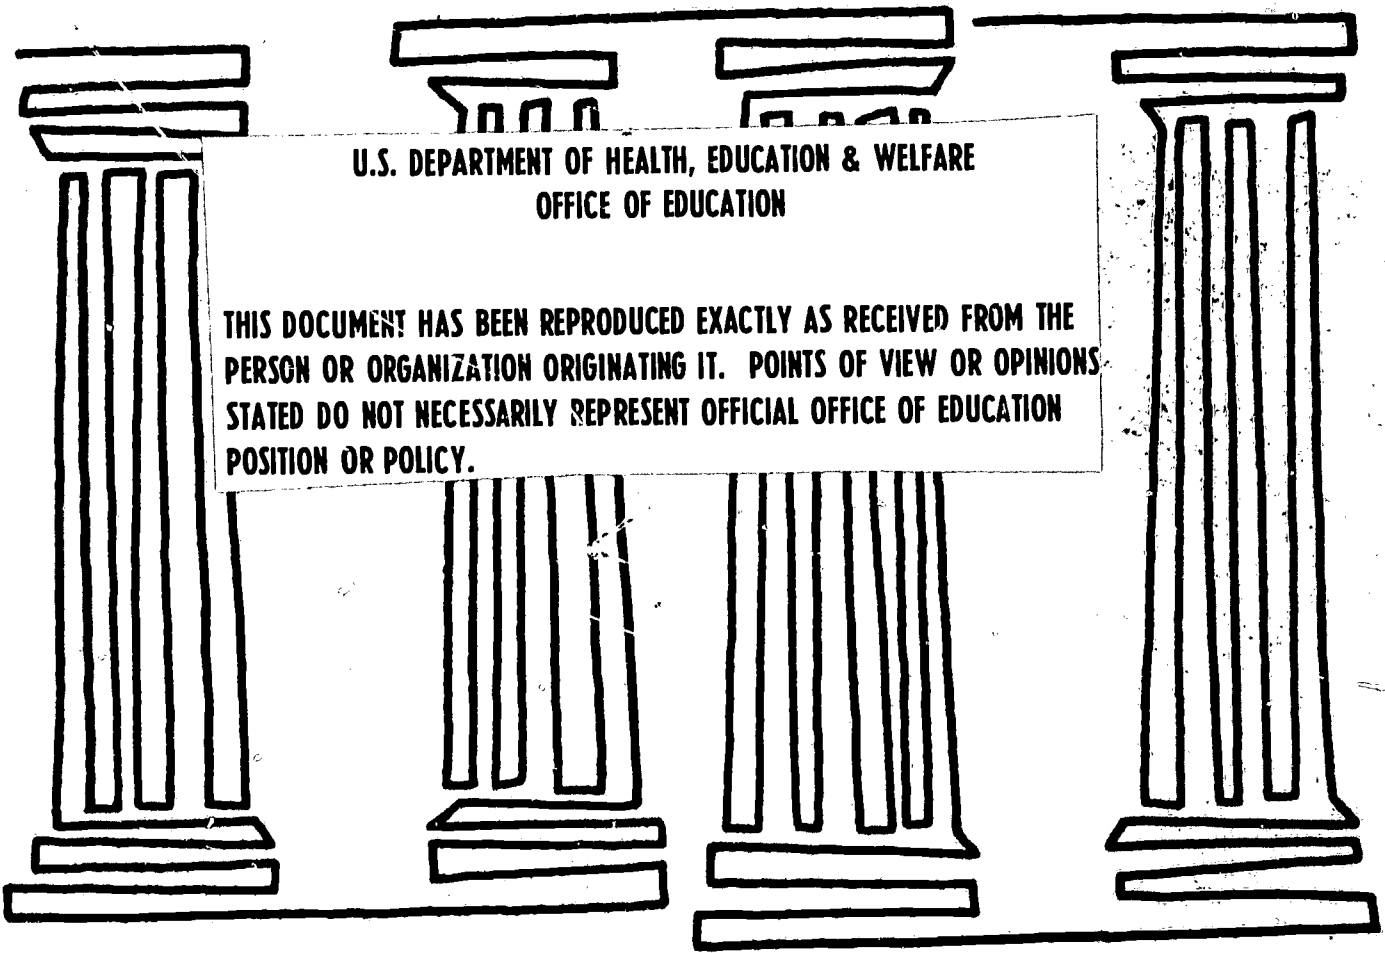 U.S. DEPARTMENT OF HEALTH, EDUCATION & WELFARE
OFFICE OF EDUCATION
THIS DOCUMENT HAS BEEN REPRODUCED EXACTLY AS RECEIVED FROM THE
PERSON OR ORGANIZATION ORIGINATING IT. POINTS OF VIEW OR OPINIONS
STATED DO NOT NECESSARILY REPRESENT OFFICIAL OFFICE OF EDUCATION
POSITION OR POLICY.